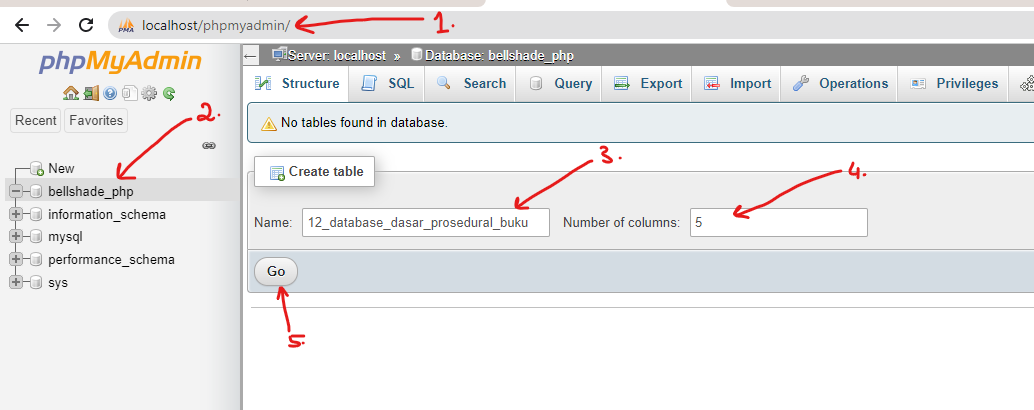 localhost/phpmyadmin/
1.
phpMyAdmin
PMA
Server: localhost » Database: bellshade_php
Structure SQL Search Query Export Import Operations Privileges
Recent Favorites
2.
No tables found in database.
New
bellshade_php
information_schema
mysql
performance_schema
sys
Create table
3.
4.
Name: 12_database_dasar_prosedural_buku Number of columns: 5
Go
5.